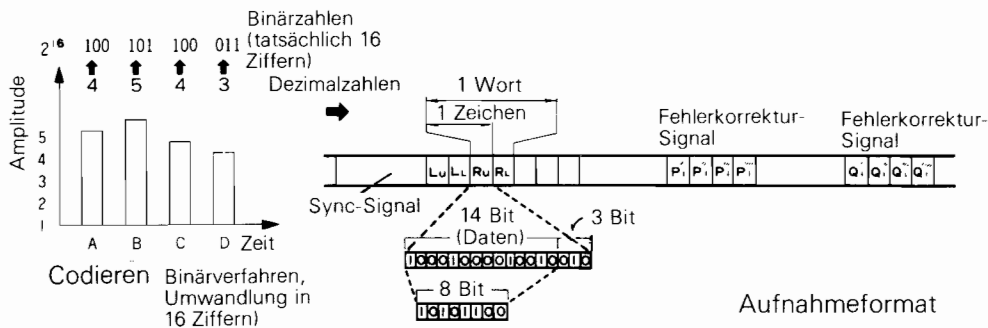 Binärzahlen
(tatsächlich 16
Ziffern)
2¹⁶ 100 101 100 011
4 5 4 3
Dezimalzahlen
Amplitude
5
4
3
2
1
A B C D Zeit
Codieren
Binärverfahren,
Umwandlung in
16 Ziffern)
1 Wort
1 Zeichen
Fehlerkorrektur-
Signal
Fehlerkorrektur-
Signal
LU LL RU RL
Sync-Signal
14 Bit
(Daten)
3 Bit
8 Bit
Aufnahmeformat